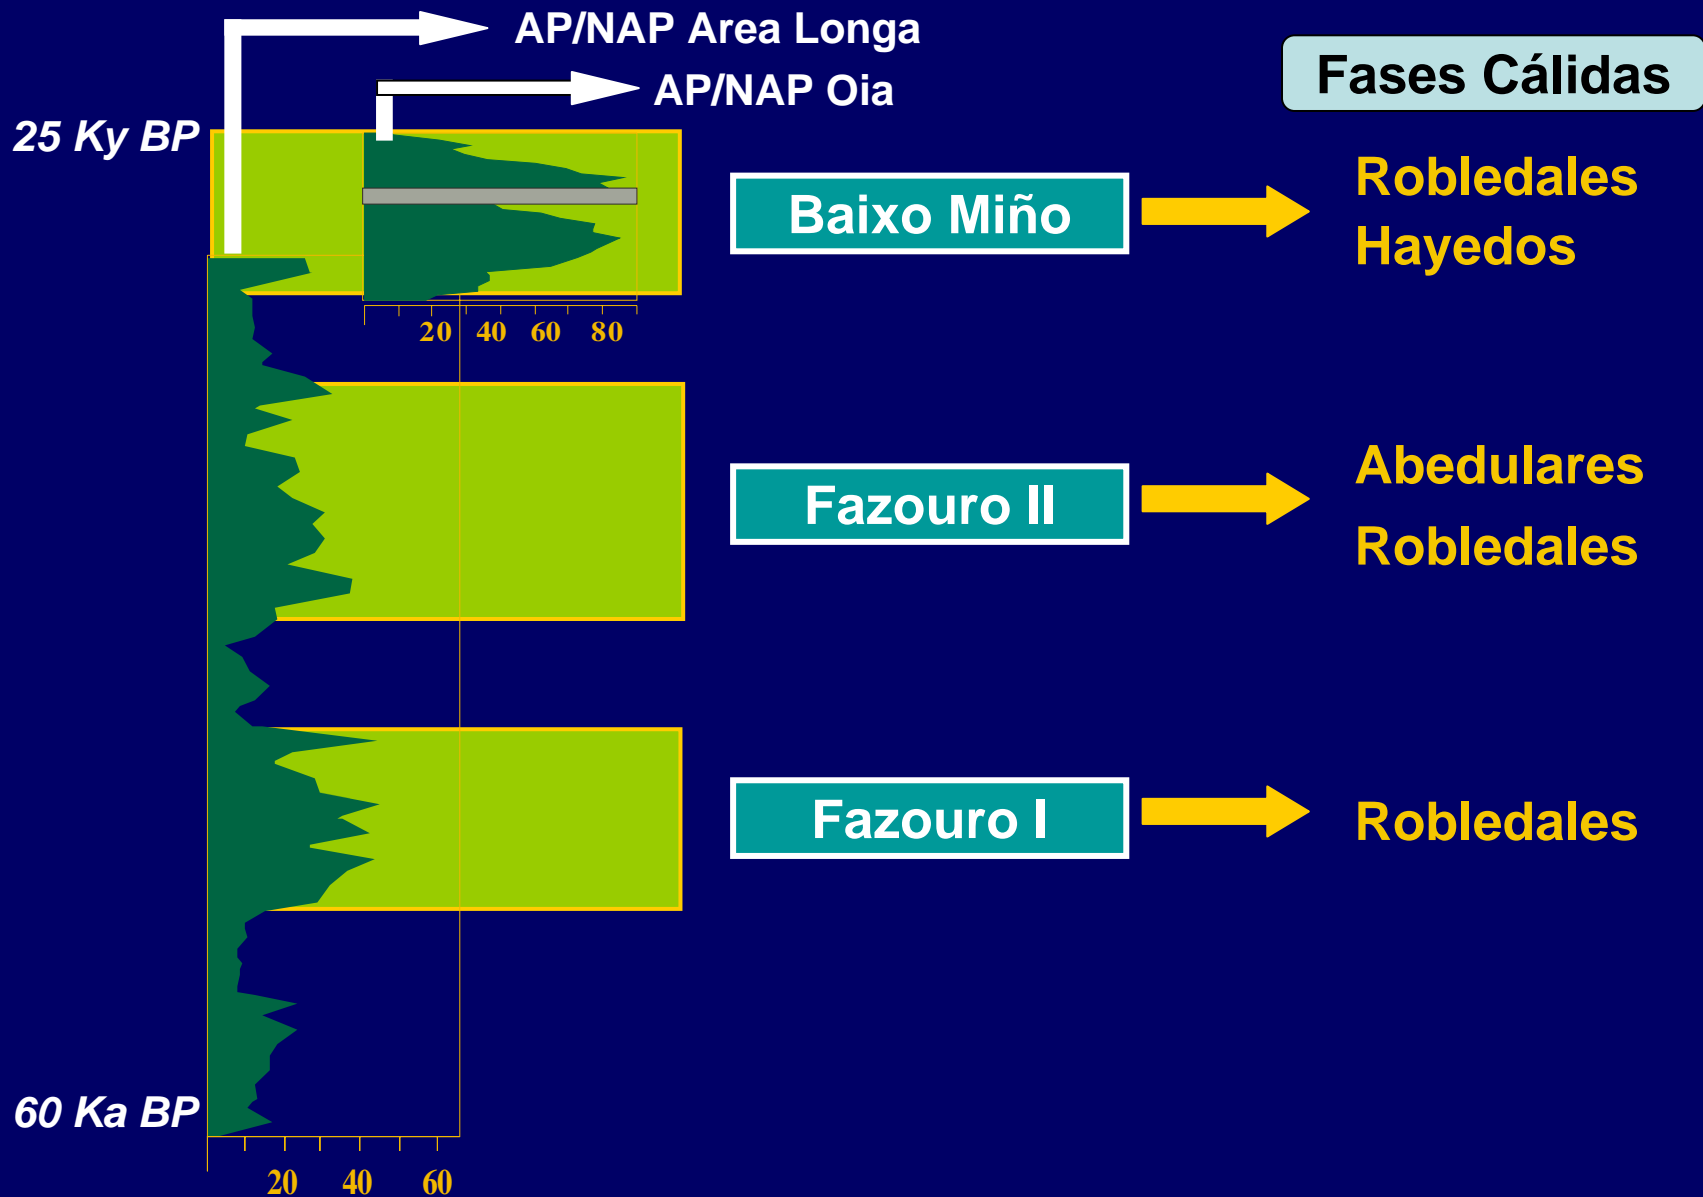 AP/NAP Area Longa
AP/NAP Oia
Fases Cálidas
25 Ky BP
Baixo Miño
Robledales
Hayedos
20 40 60 80
Fazouro II
Abedulares
Robledales
Fazouro I
Robledales
60 Ka BP
20 40 60